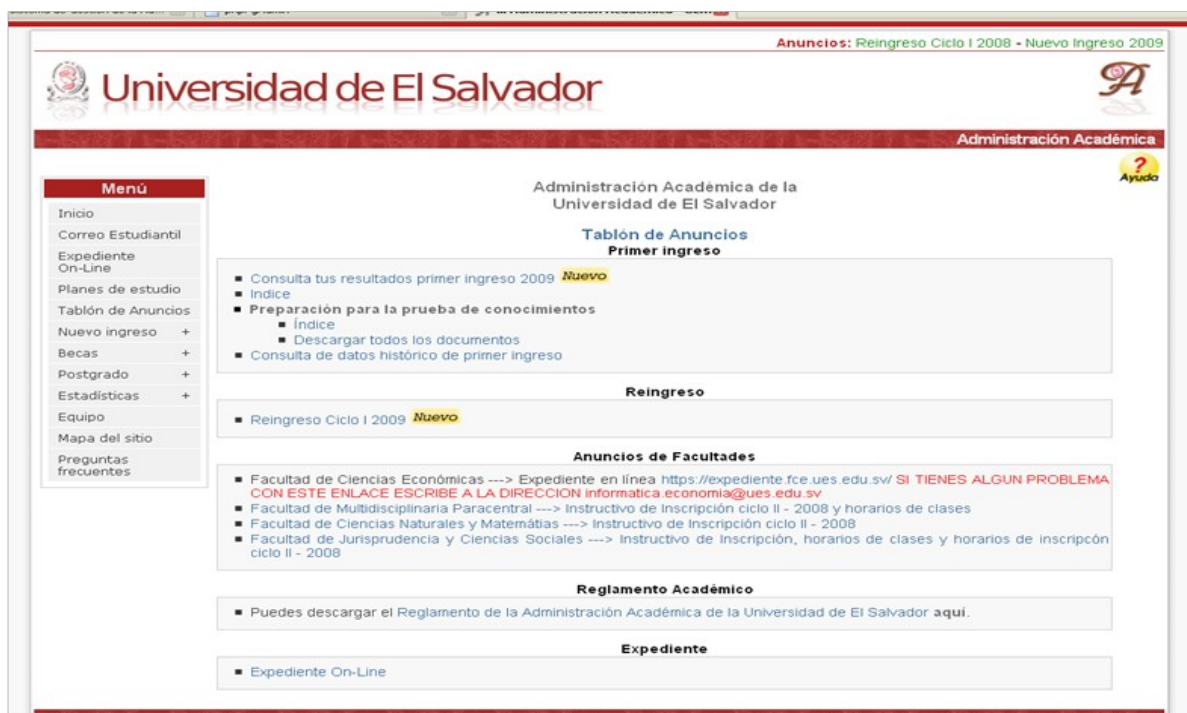 Anuncios: Reingreso Ciclo I 2008 - Nuevo Ingreso 2009
Universidad de El Salvador
Administración Académica
Ayuda
Menú
Inicio
Correo Estudiantil
Expediente
On-Line
Planes de estudio
Tablón de Anuncios
Nuevo ingreso +
Becas +
Postgrado +
Estadísticas +
Equipo
Mapa del sitio
Preguntas
frecuentes
Administración Académica de la
Universidad de El Salvador
Tablón de Anuncios
Primer ingreso
Consulta tus resultados primer ingreso 2009 Nuevo
Indice
Preparación para la prueba de conocimientos
Índice
Descargar todos los documentos
Consulta de datos histórico de primer ingreso
Reingreso
Reingreso Ciclo I 2009 Nuevo
Anuncios de Facultades
Facultad de Ciencias Económicas ---> Expediente en línea https://expediente.fce.ues.edu.sv/ SI TIENES ALGUN PROBLEMA
CON ESTE ENLACE ESCRIBE A LA DIRECCION informatica.economia@ues.edu.sv
Facultad de Multidisciplinaria Paracentral ---> Instructivo de Inscripción ciclo II - 2008 y horarios de clases
Facultad de Ciencias Naturales y Matemátias ---> Instructivo de Inscripción ciclo II - 2008
Facultad de Jurisprudencia y Ciencias Sociales ---> Instructivo de Inscripción, horarios de clases y horarios de inscripcón
ciclo II - 2008
Reglamento Académico
Puedes descargar el Reglamento de la Administración Académica de la Universidad de El Salvador aquí.
Expediente
Expediente On-Line